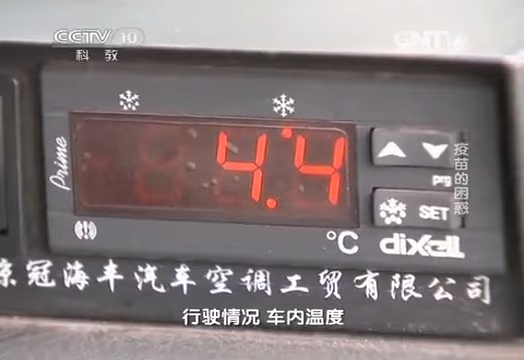 CCTV 10
科教
Prime
4.4
疫苗的困惑
prg
SET
°C dixell
京冠海丰汽车空调工贸有限公司
行驶情况 车内温度